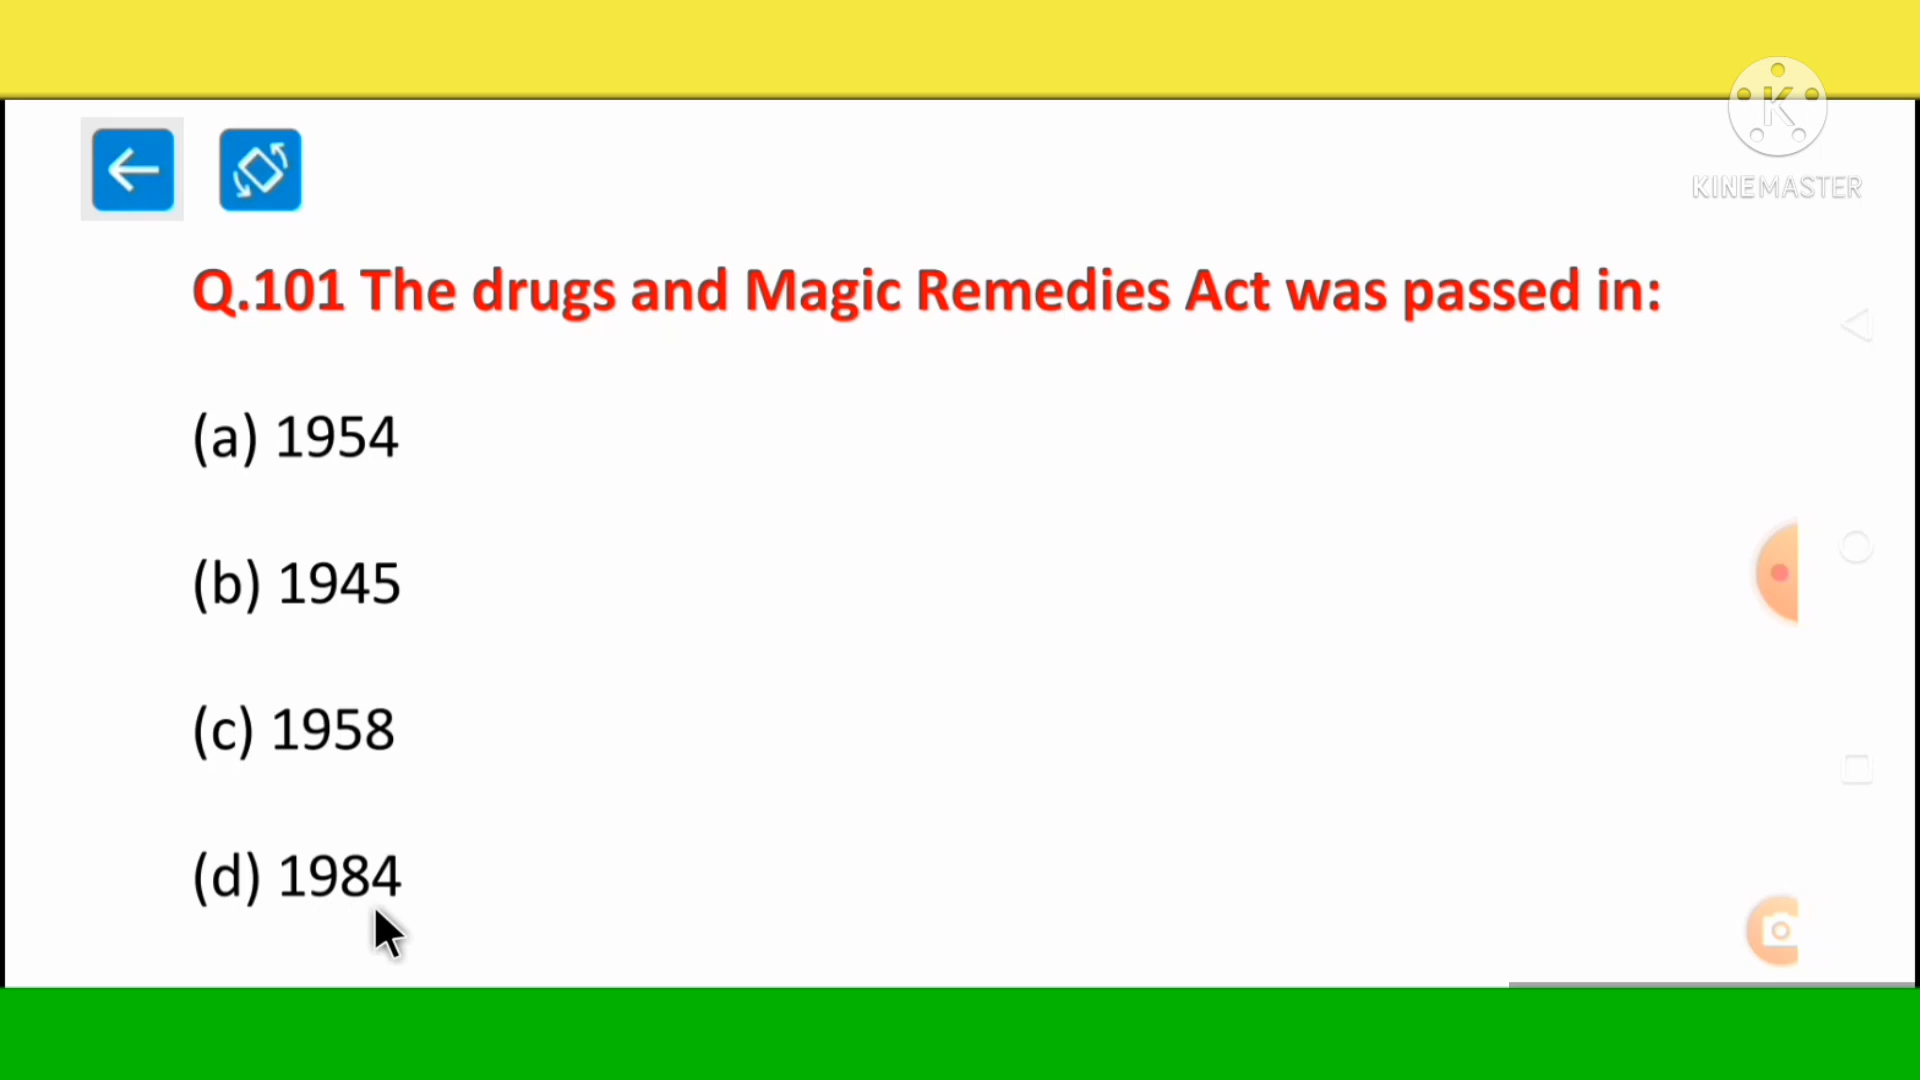 K
KINEMASTER
Q.101 The drugs and Magic Remedies Act was passed in:
(a) 1954
(b) 1945
(c) 1958
(d) 1984